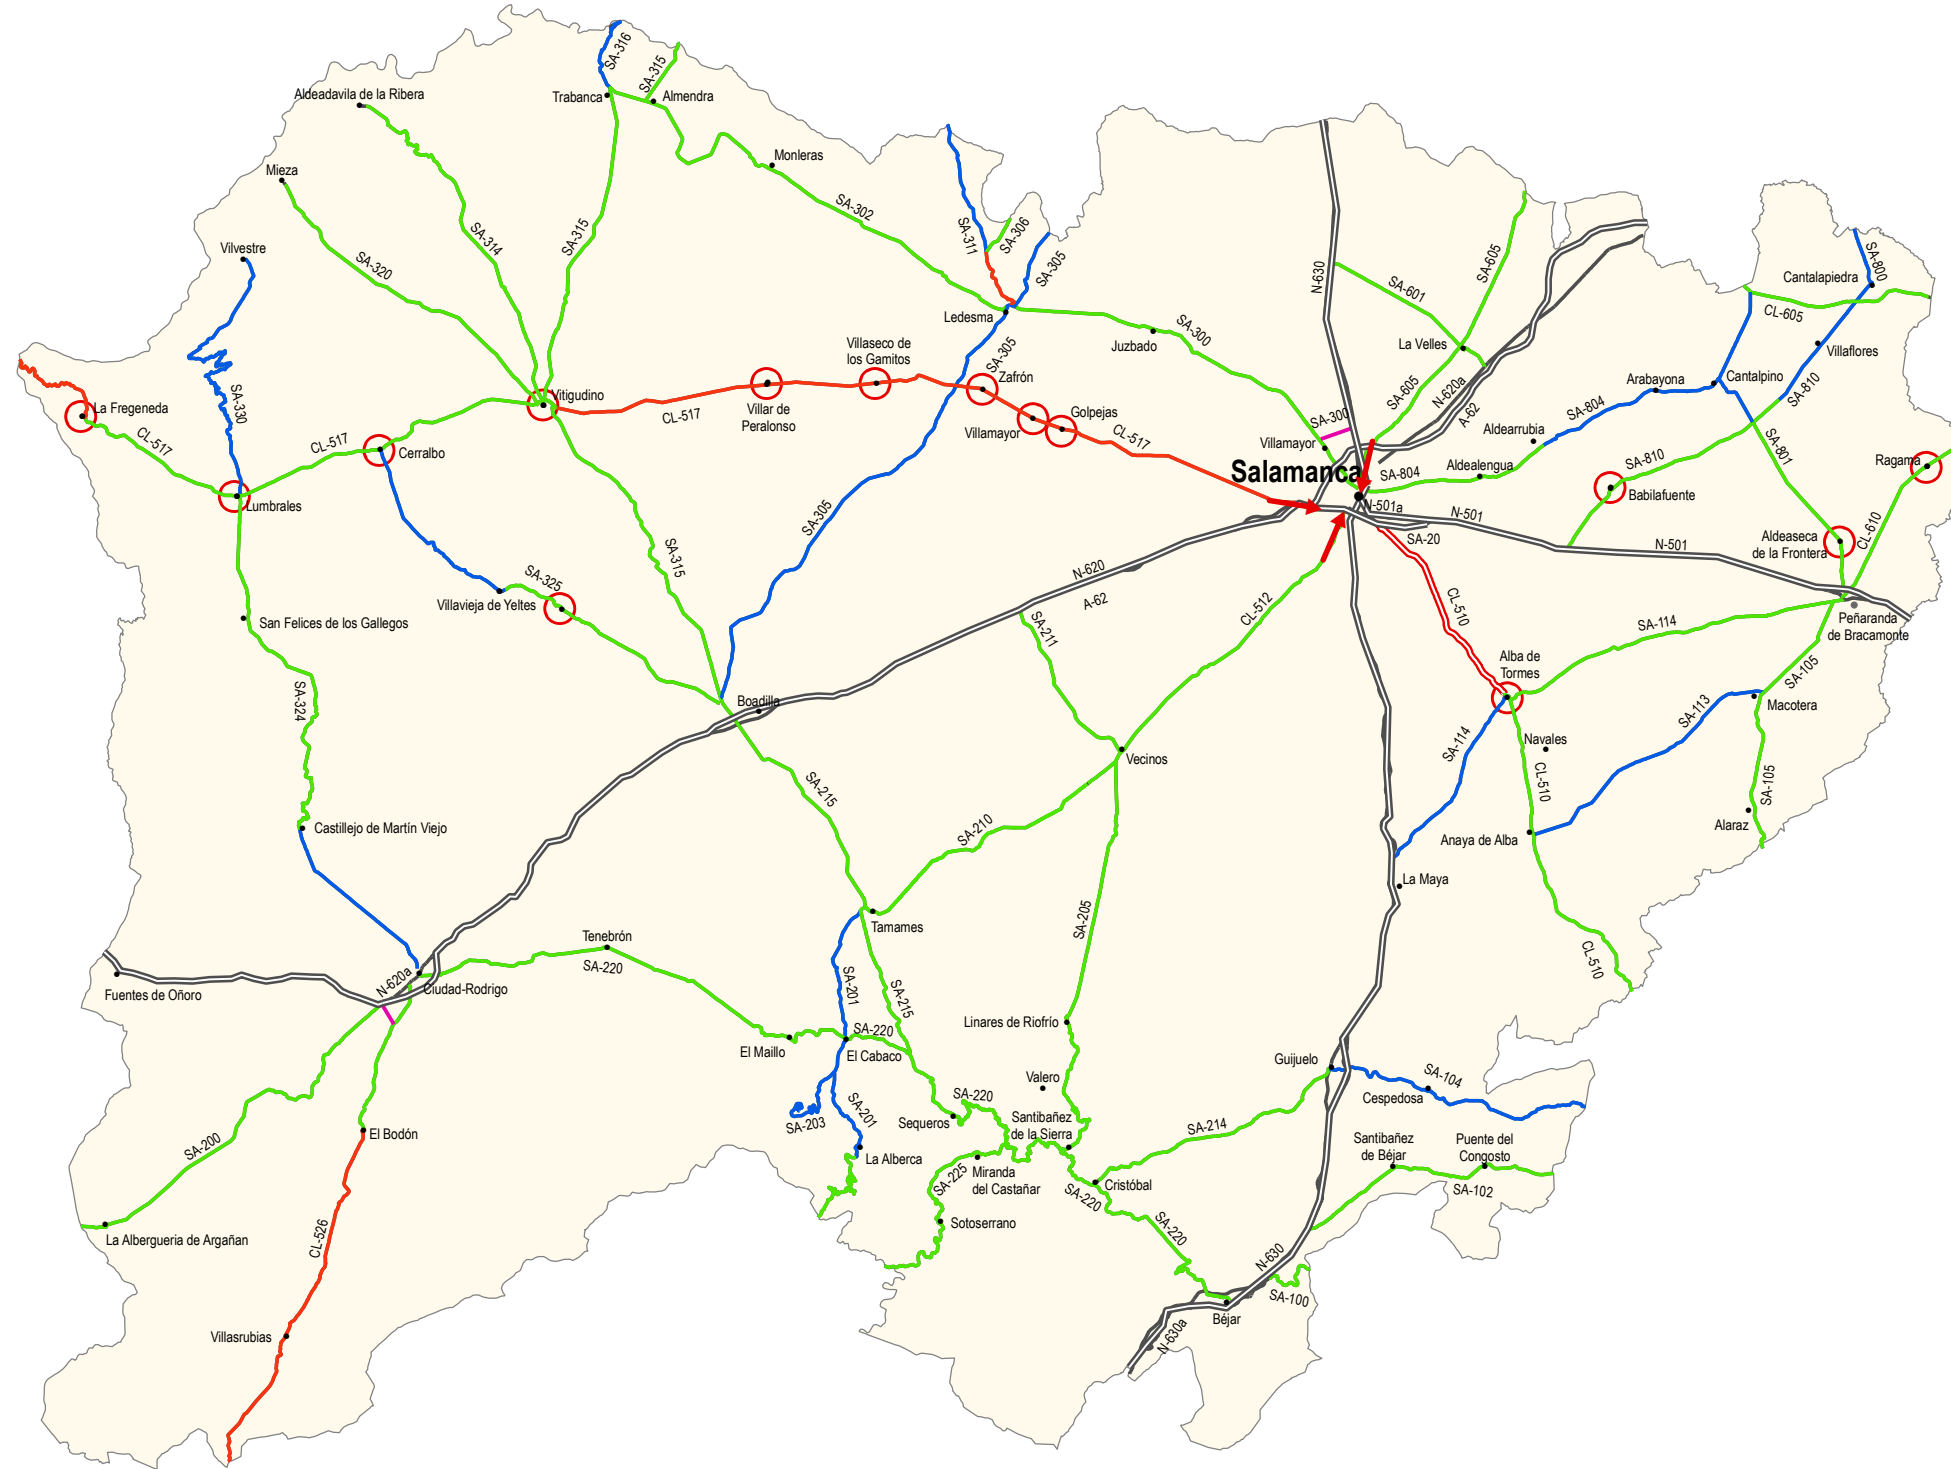 SA-316
SA-315
Aldeadavila de la Ribera
Trabanca
Almendra
Monleras
Mieza
SA-302
SA-311
SA-306
SA-305
SA-314
SA-315
SA-320
Vilvestre
N-630
SA-605
SA-601
SA-800
Cantalapiedra
CL-605
Ledesma
Juzbado
SA-300
La Velles
Villaflores
SA-330
Villaseco de
los Gamitos
SA-305
Zafrón
SA-605
N-620a
A-62
Arabayona
Cantalpino
SA-810
SA-804
La Fregeneda
Vitigudino
CL-517
Villar de
Peralonso
Villamayor
Golpejas
CL-517
SA-300
Villamayor
Aldearrubia
SA-801
CL-517
CL-517
Cerralbo
Salamanca
SA-804
Aldealengua
SA-810
Babilafuente
Ragama
Lumbrales
SA-305
N-501a
N-501
SA-20
N-501
Aldeaseca
de la Frontera
CL-610
SA-315
SA-325
Villavieja de Yeltes
N-620
A-62
CL-512
CL-510
SA-211
San Felices de los Gallegos
SA-114
Peñaranda
de Bracamonte
Alba de
Tormes
SA-105
SA-324
Boadilla
Macotera
SA-113
SA-114
Navales
Vecinos
CL-510
SA-215
SA-105
Alaraz
Castillejo de Martín Viejo
SA-210
Anaya de Alba
La Maya
Tamames
SA-205
Tenebrón
SA-220
CL-510
SA-201
SA-215
N-620a
Fuentes de Oñoro
Ciudad-Rodrigo
Linares de Riofrío
SA-220
El Maillo
El Cabaco
Guijuelo
Valero
SA-104
Cespedosa
SA-220
SA-203
SA-201
Sequeros
Santibañez
de la Sierra
SA-214
Santibañez
de Béjar
Puente del
Congosto
El Bodón
SA-200
La Alberca
SA-225
Miranda
del Castañar
SA-220
Cristóbal
SA-102
Sotoserrano
SA-220
La Albergueria de Argañan
CL-526
N-630
SA-100
Béjar
N-630a
Villasrubias